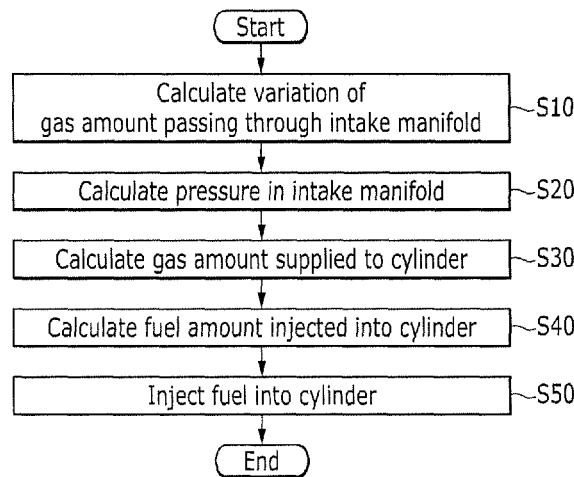 Start
Calculate variation of
gas amount passing through intake manifold
S10
Calculate pressure in intake manifold
S20
Calculate gas amount supplied to cylinder
S30
Calculate fuel amount injected into cylinder
S40
Inject fuel into cylinder
S50
End